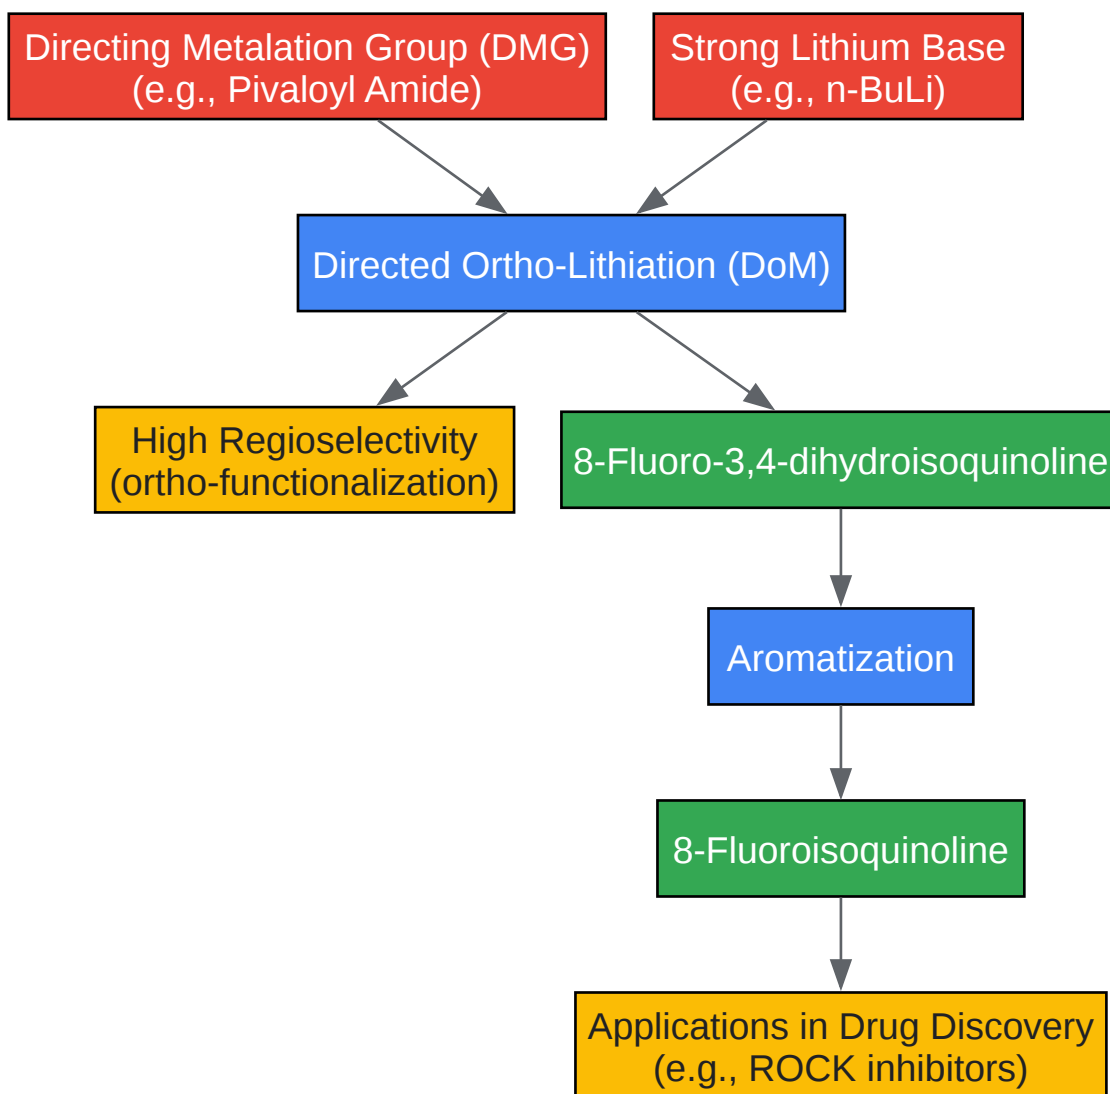 Directing Metalation Group (DMG)
(e.g., Pivaloyl Amide)
Strong Lithium Base
(e.g., n-BuLi)
Directed Ortho-Lithiation (DoM)
High Regioselectivity
(ortho-functionalization)
8-Fluoro-3,4-dihydroisoquinoline
Aromatization
8-Fluoroisoquinoline
Applications in Drug Discovery
(e.g., ROCK inhibitors)